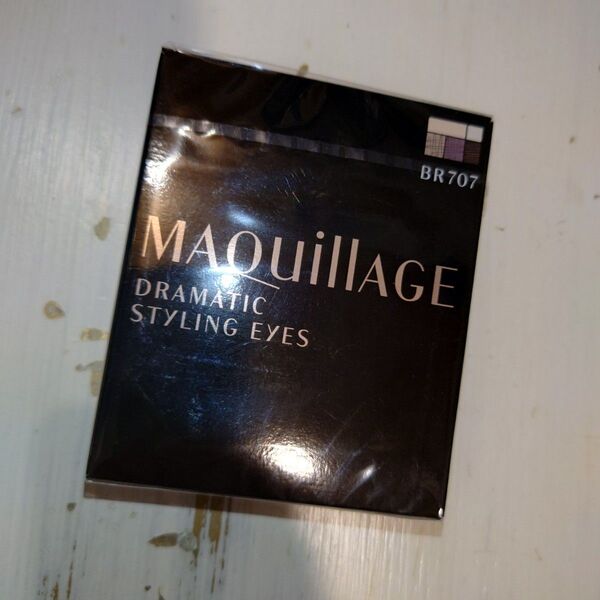 BR707
MAQuillAGE
DRAMATIC
STYLING EYES